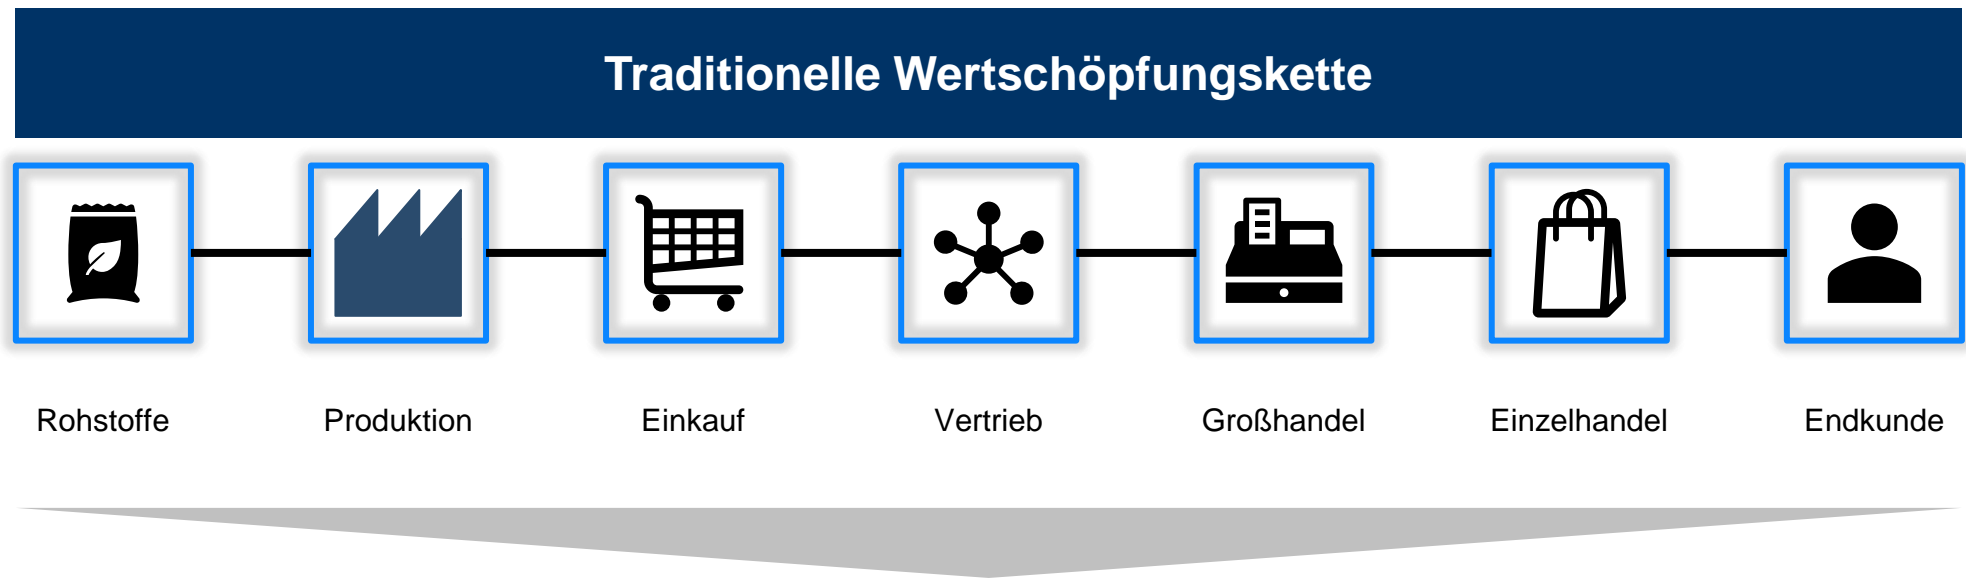 Traditionelle Wertschöpfungskette
Rohstoffe
Produktion
Einkauf
Vertrieb
Großhandel
Einzelhandel
Endkunde